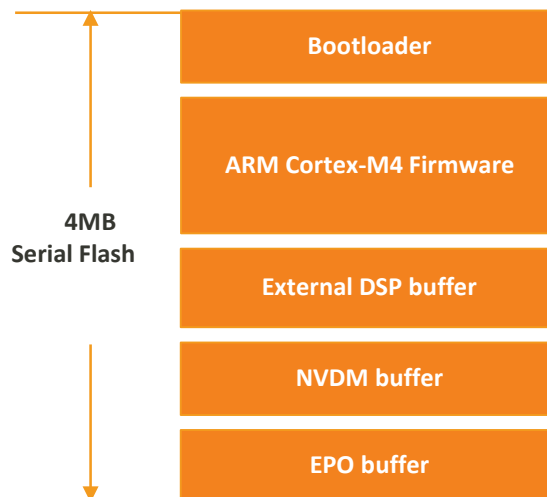 Bootloader
ARM Cortex-M4 Firmware
4MB
Serial Flash
External DSP buffer
NVDM buffer
EPO buffer